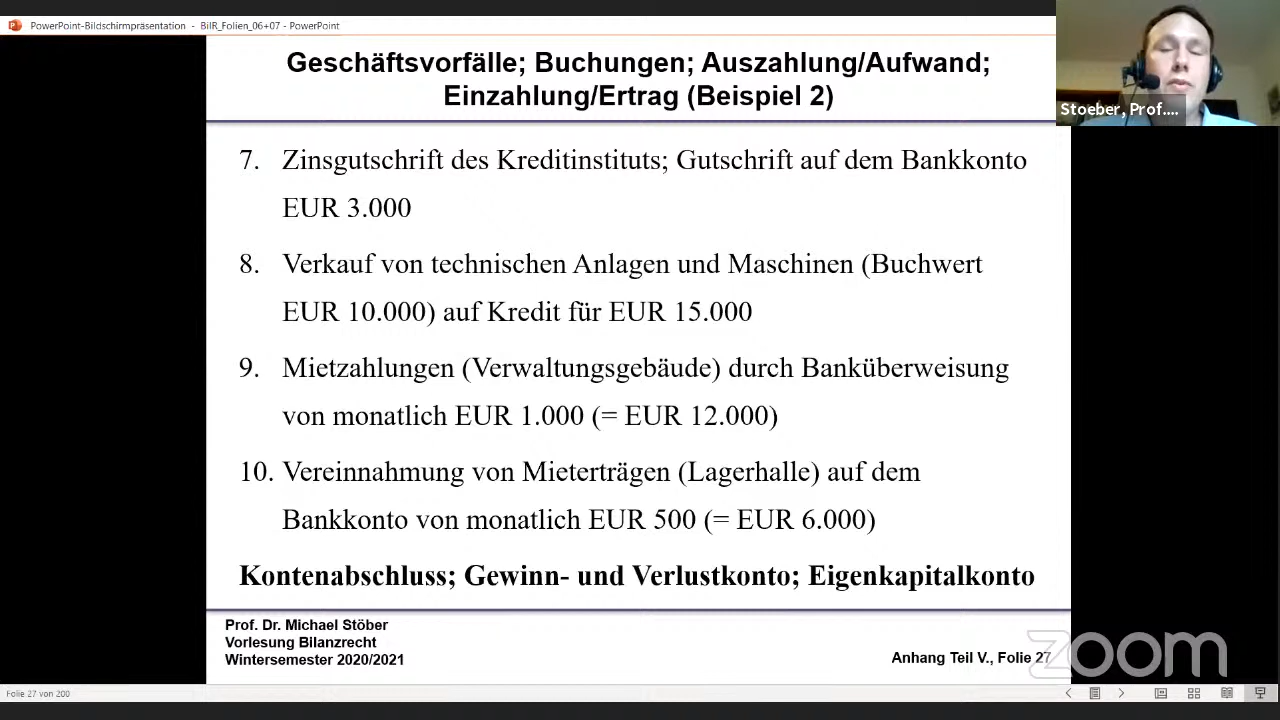 PowerPoint-Bildschirmpräsentation - BilR_Folien_06+07 - PowerPoint
Geschäftsvorfälle; Buchungen; Auszahlung/Aufwand;
Einzahlung/Ertrag (Beispiel 2)
Stoeber, Prof....
7. Zinsgutschrift des Kreditinstituts; Gutschrift auf dem Bankkonto
EUR 3.000
8. Verkauf von technischen Anlagen und Maschinen (Buchwert
EUR 10.000) auf Kredit für EUR 15.000
9. Mietzahlungen (Verwaltungsgebäude) durch Banküberweisung
von monatlich EUR 1.000 (= EUR 12.000)
10. Vereinnahmung von Mieterträgen (Lagerhalle) auf dem
Bankkonto von monatlich EUR 500 (= EUR 6.000)
Kontenabschluss; Gewinn- und Verlustkonto; Eigenkapitalkonto
Prof. Dr. Michael Stöber
Vorlesung Bilanzrecht
Wintersemester 2020/2021
Anhang Teil V., Folie 27
zoom
Folie 27 von 200